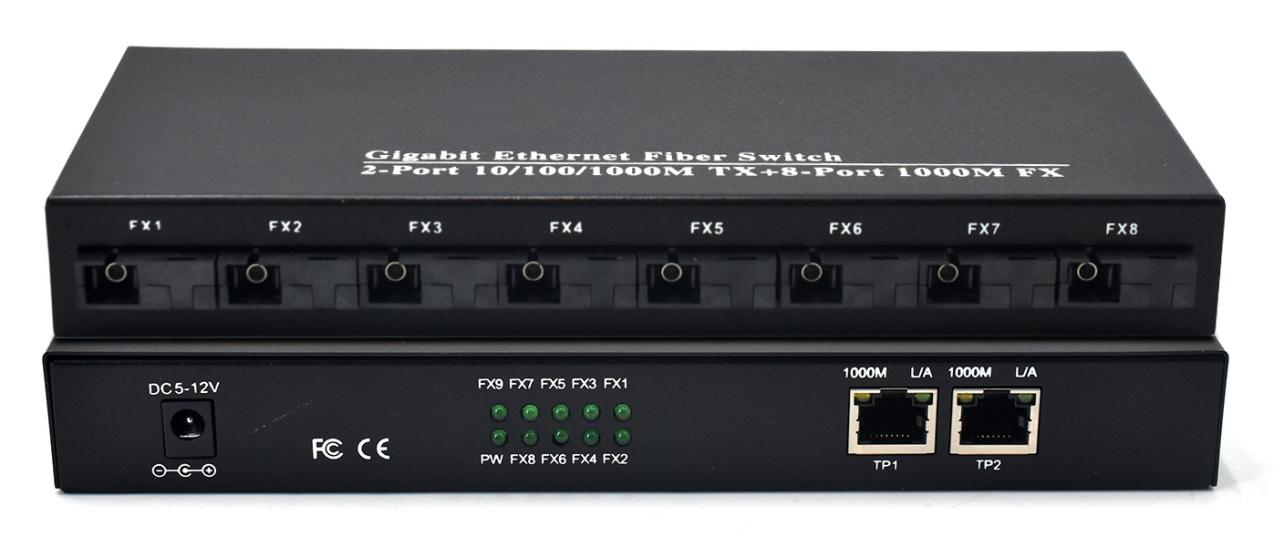 Gigabit Ethernet Fiber Switch
2-Port 10/100/1000M TX+8-Port 1000M FX
FX1 FX2 FX3 FX4 FX5 FX6 FX7 FX8
DC5-12V
FC CE
FX9 FX7 FX5 FX3 FX1
PW FX8 FX6 FX4 FX2
1000M L/A 1000M L/A
TP1 TP2